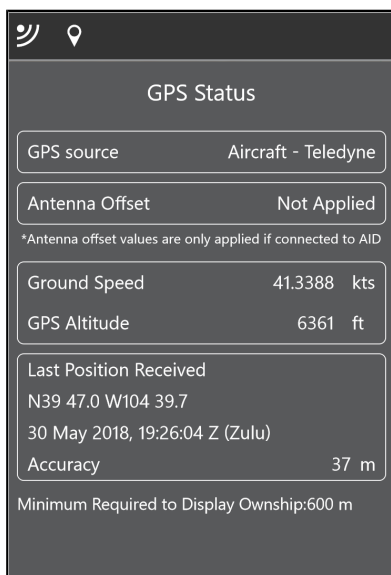 GPS Status
GPS source Aircraft - Teledyne
Antenna Offset Not Applied
*Antenna offset values are only applied if connected to AID
Ground Speed 41.3388 kts
GPS Altitude 6361 ft
Last Position Received
N39 47.0 W104 39.7
30 May 2018, 19:26:04 Z (Zulu)
Accuracy 37 m
Minimum Required to Display Ownship:600 m